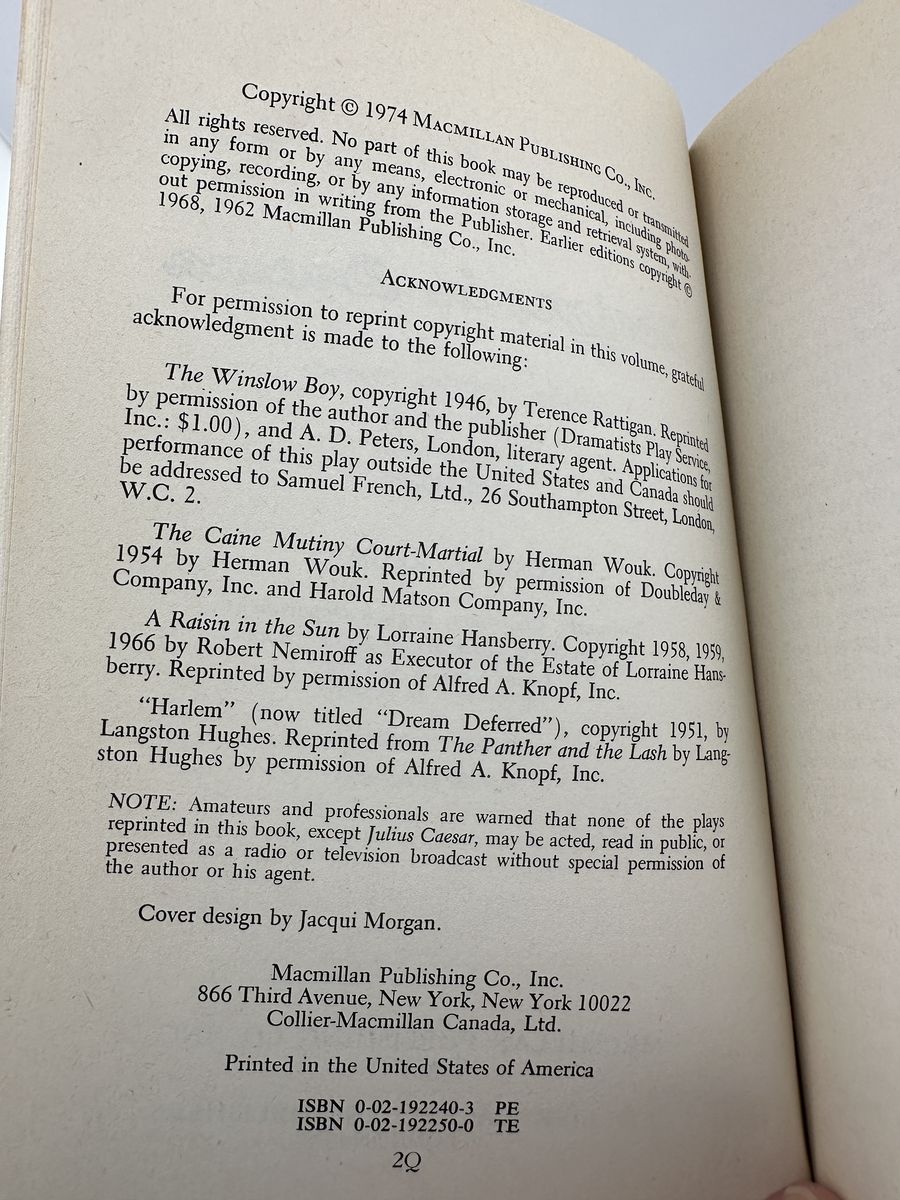 Copyright © 1974 Macmillan Publishing Co., Inc.
All rights reserved. No part of this book may be reproduced or transmitted
in any form or by any means, electronic or mechanical, including photo-
copying, recording, or by any information storage and retrieval system, with-
out permission in writing from the Publisher. Earlier editions copyright ©
1968, 1962 Macmillan Publishing Co., Inc.
Acknowledgments
For permission to reprint copyright material in this volume, grateful
acknowledgment is made to the following:
The Winslow Boy, copyright 1946, by Terence Rattigan. Reprinted
by permission of the author and the publisher (Dramatists Play Service,
Inc.: $1.00), and A. D. Peters, London, literary agent. Applications for
performance of this play outside the United States and Canada should
be addressed to Samuel French, Ltd., 26 Southampton Street, London,
W.C. 2.
The Caine Mutiny Court-Martial by Herman Wouk. Copyright
1954 by Herman Wouk. Reprinted by permission of Doubleday &
Company, Inc. and Harold Matson Company, Inc.
A Raisin in the Sun by Lorraine Hansberry. Copyright 1958, 1959,
1966 by Robert Nemiroff as Executor of the Estate of Lorraine Hans-
berry. Reprinted by permission of Alfred A. Knopf, Inc.
"Harlem" (now titled "Dream Deferred"), copyright 1951, by
Langston Hughes. Reprinted from The Panther and the Lash by Lang-
ston Hughes by permission of Alfred A. Knopf, Inc.
NOTE: Amateurs and professionals are warned that none of the plays
reprinted in this book, except Julius Caesar, may be acted, read in public, or
presented as a radio or television broadcast without special permission of
the author or his agent.
Cover design by Jacqui Morgan.
Macmillan Publishing Co., Inc.
866 Third Avenue, New York, New York 10022
Collier-Macmillan Canada, Ltd.
Printed in the United States of America
ISBN 0-02-192240-3 PE
ISBN 0-02-192250-0 TE
2Q